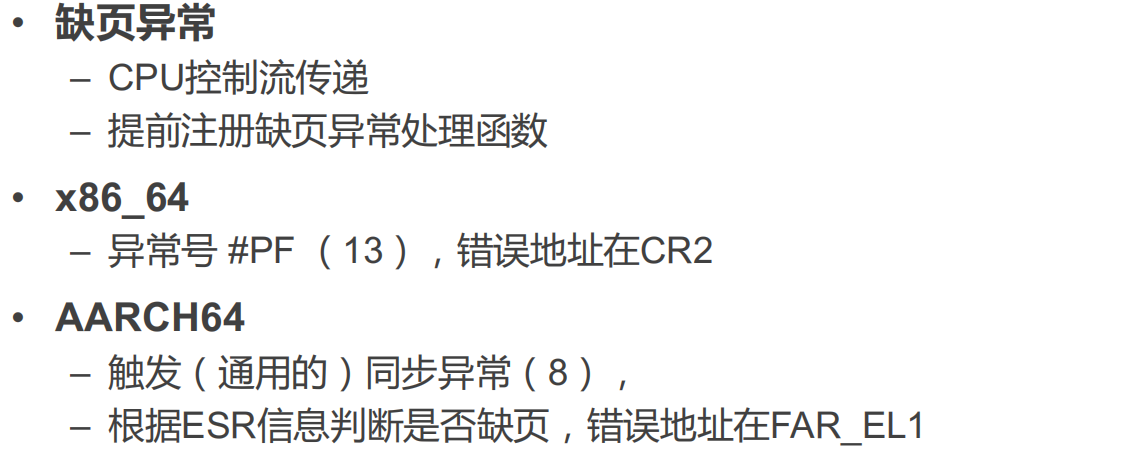 • 缺页异常
– CPU控制流传递
– 提前注册缺页异常处理函数
• x86_64
– 异常号 #PF （13），错误地址在CR2
• AARCH64
– 触发（通用的）同步异常（8），
– 根据ESR信息判断是否缺页，错误地址在FAR_EL1